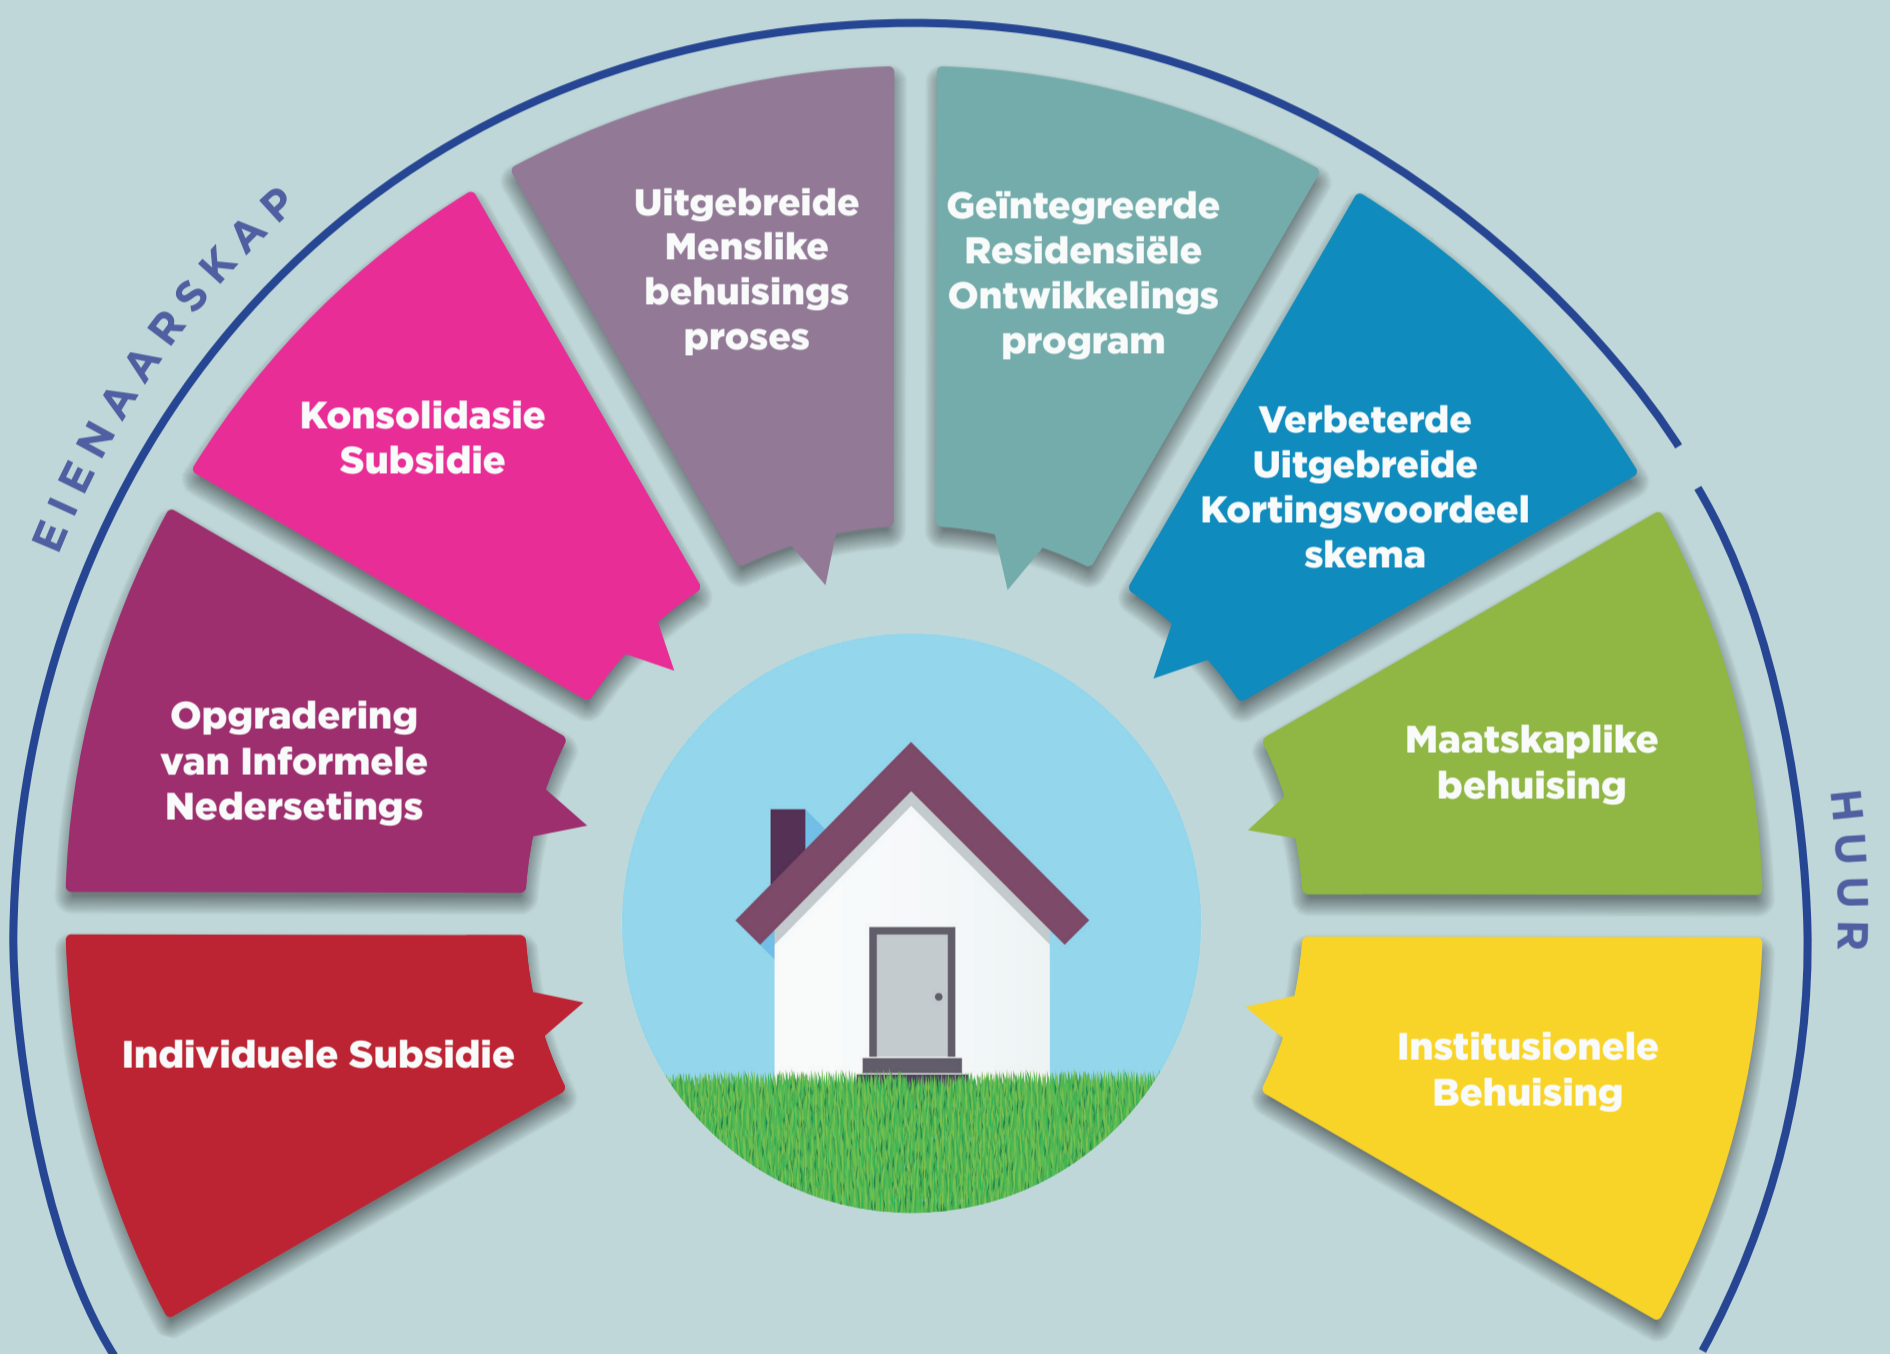 EIENAARSKAP
Individuele Subsidie
Opgradering
van Informele
Nedersetings
Konsolidasie
Subsidie
Uitgebreide
Menslike
behuisings
proses
Geïntegreerde
Residensiële
Ontwikkelings
program
Verbeterde
Uitgebreide
Kortingsvoordeel
skema
HUUR
Maatskaplike
behuising
Institusionele
Behuising